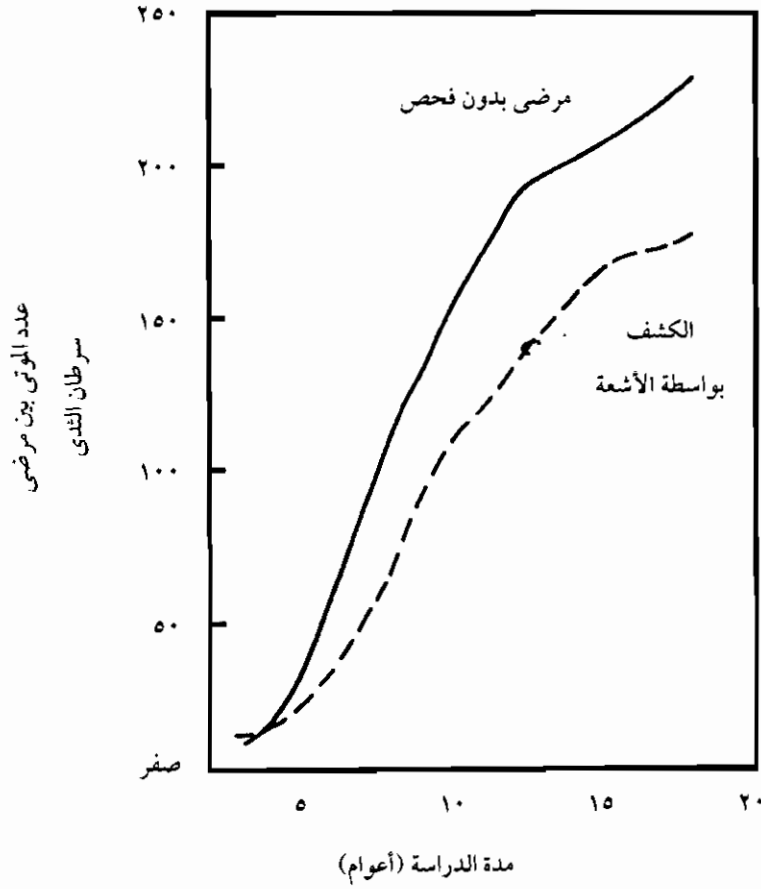 ٢٥٠
مرضى بدون فحص
٢٠٠
١٥٠
الكشف
بواسطة الأشعة
عدد الموتى بين مرضى
سرطان الثدى
١٠٠
٥٠
صفر
٥ ١٠ ١٥ ٢٠
مدة الدراسة (أعوام)